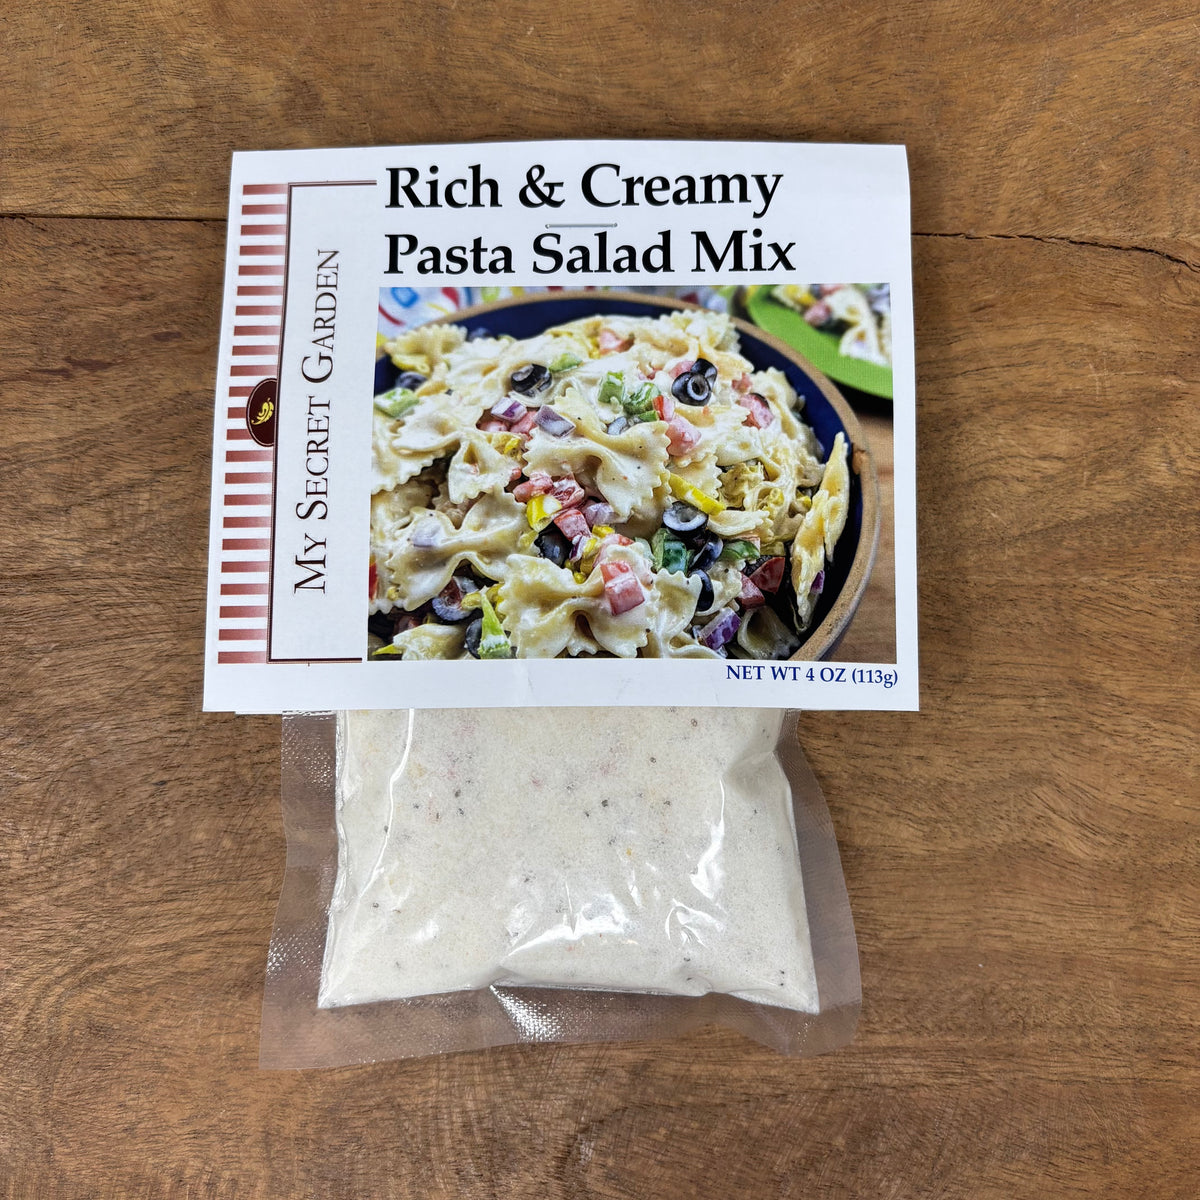 Rich & Creamy
Pasta Salad Mix
MY SECRET GARDEN
NET WT 4 OZ (113g)